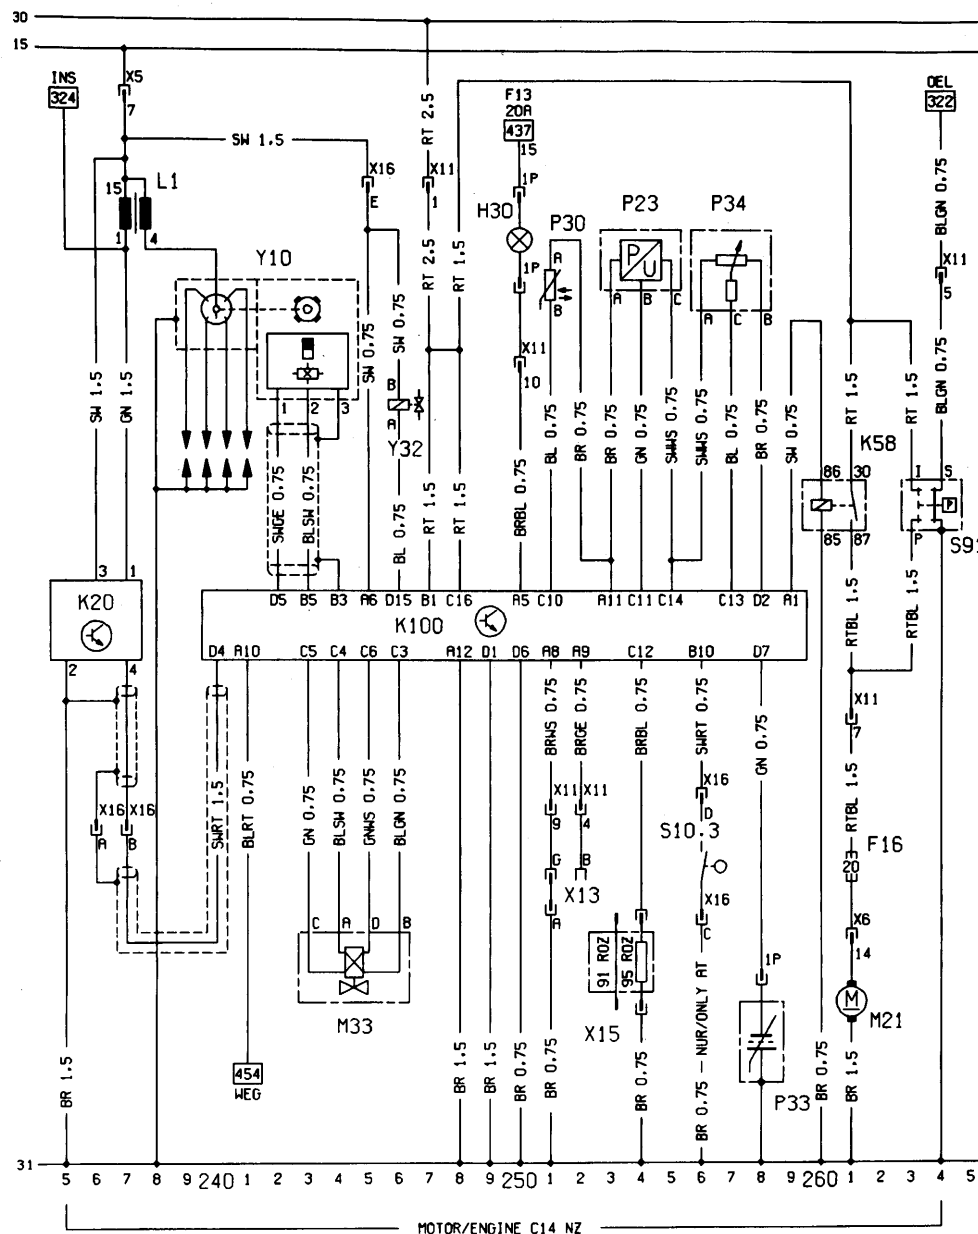 30
15
INS
324
X5
7
SW 1.5
RT 2.5
F13
20A
437
15
OEL
322
X16
E
X11
1
1P
H30
P30
P23
P34
BLGN 0.75
15
L1
1
4
Y10
RT 2.5
RT 1.5
A
B
P
U
A
B
C
A
C
B
1P
X11
5
X11
10
SW 1.5
GN 1.5
SW 0.75
SW 0.75
B
A
Y32
1
2
3
BL 0.75
BR 0.75
BR 0.75
GN 0.75
SWWS 0.75
SWWS 0.75
BL 0.75
BR 0.75
SW 0.75
RT 1.5
RT 1.5
BLGN 0.75
K58
86
30
85
87
I
S
P
S91
SWGE 0.75
BLSW 0.75
BL 0.75
RT 1.5
RT 1.5
BRBL 0.75
3
1
K20
2
4
D5
B5
B3
A6
D15
B1
C16
A5
C10
A11
C11
C14
C13
D2
A1
K100
D4
A10
C5
C4
C6
C3
A12
D1
D6
A8
A9
C12
B10
D7
RTBL 1.5
RTBL 1.5
X11
7
BRWS 0.75
BRGE 0.75
BRBL 0.75
SWRT 0.75
GN 0.75
X16
X16
A
B
SWRT 1.5
BLRT 0.75
GN 0.75
BLSW 0.75
GNWS 0.75
BLGN 0.75
X11
9
X11
4
G
B
A
X13
X16
D
S10.3
X16
C
RTBL 1.5
F16
20
X6
14
C
A
D
B
M33
91 ROZ
95 ROZ
X15
1P
P33
M
M21
BR 1.5
454
WEG
BR 1.5
BR 1.5
BR 0.75
BR 0.75
BR 0.75
BR 0.75 — NUR/ONLY AT
BR 0.75
BR 1.5
31
5 6 7 8 9 240 1 2 3 4 5 6 7 8 9 250 1 2 3 4 5 6 7 8 9 260 1 2 3 4 5
MOTOR/ENGINE C14 NZ